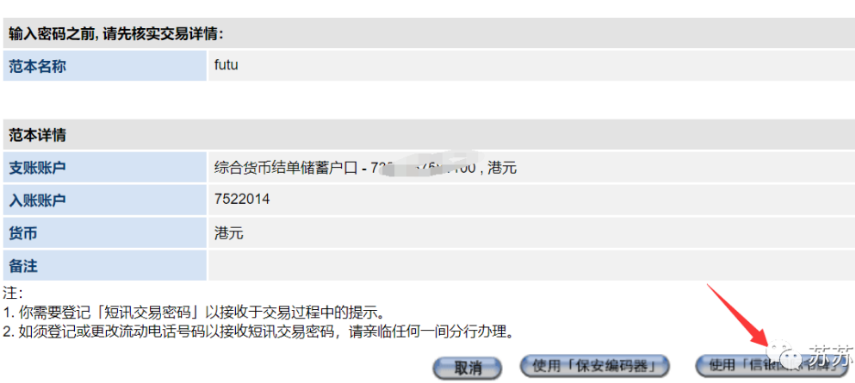 输入密码之前, 请先核实交易详情:
范本名称 futu
范本详情
支账账户 综合货币结单储蓄户口 - 7 100 , 港元
入账账户 7522014
货币 港元
备注
注:
1. 你需要登记「短讯交易密码」以接收于交易过程中的提示。
2. 如须登记或更改流动电话号码以接收短讯交易密码，请亲临任何一间分行办理。
取消 使用「保安编码器」 使用「信银
苏苏